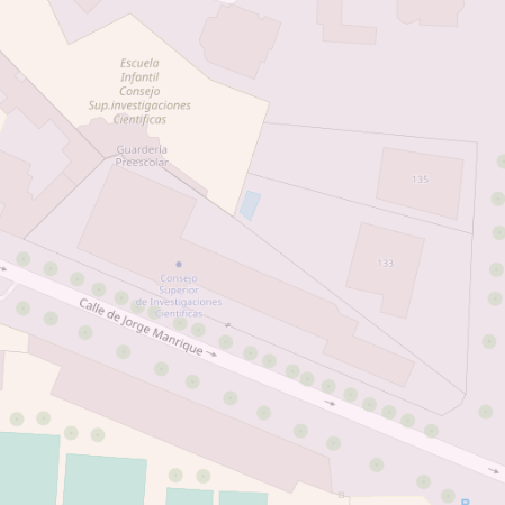 Escuela
Infantil
Consejo
Sup.investigaciones
Científicas
Guardería
Preescolar
135
133
Consejo
Superior
de Investigaciones
Científicas
Calle de Jorge Manrique